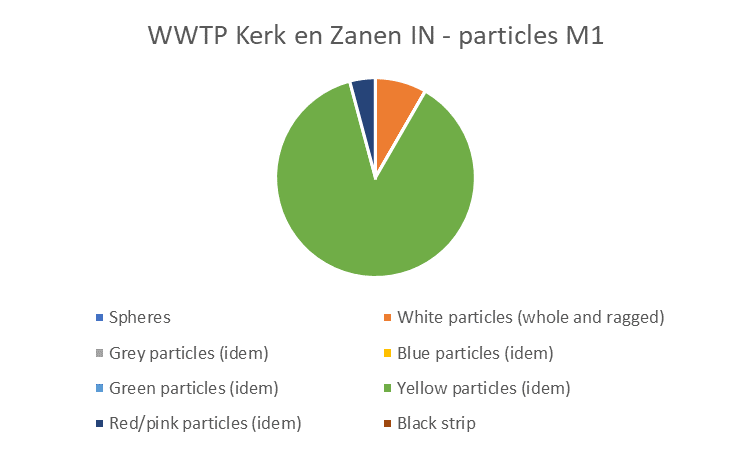 WWTP Kerk en Zanen IN - particles M1
Spheres
White particles (whole and ragged)
Grey particles (idem)
Blue particles (idem)
Green particles (idem)
Yellow particles (idem)
Red/pink particles (idem)
Black strip